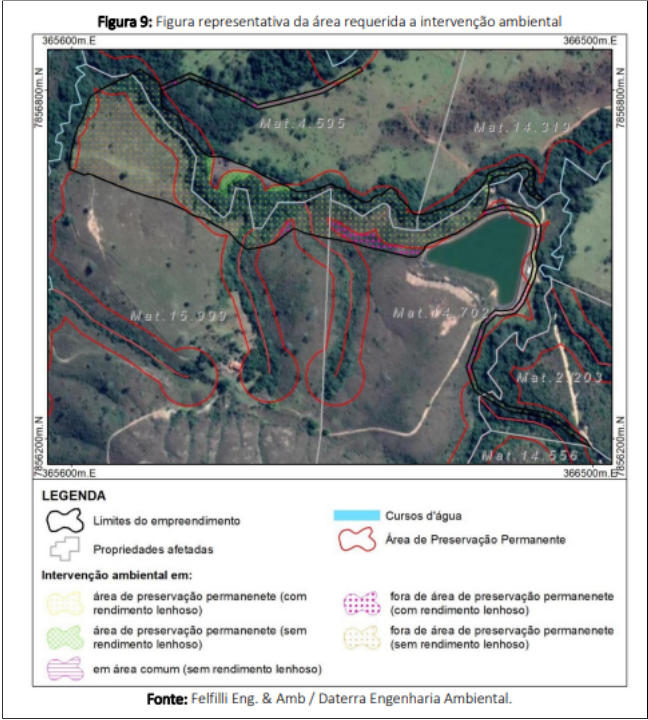 Figura 9: Figura representativa da área requerida a intervenção ambiental
365600m.E 366500m.E
7856800m.N 7856800m.N
Mat.4.595
Mat.14.319
Mat.15.999
Mat.14.702
Mat.2.203
Mat.14.556
7856200m.N 7856200m.N
365600m.E 366500m.E
LEGENDA
Limites do empreendimento
Propriedades afetadas
Cursos d'água
Área de Preservação Permanente
Intervenção ambiental em:
área de preservação permanenete (com
rendimento lenhoso)
área de preservação permanenete (sem
rendimento lenhoso)
em área comum (sem rendimento lenhoso)
fora de área de preservação permanente
(com rendimento lenhoso)
fora de área de preservação permanente
(sem rendimento lenhoso)
Fonte: Felfilli Eng. & Amb / Daterra Engenharia Ambiental.